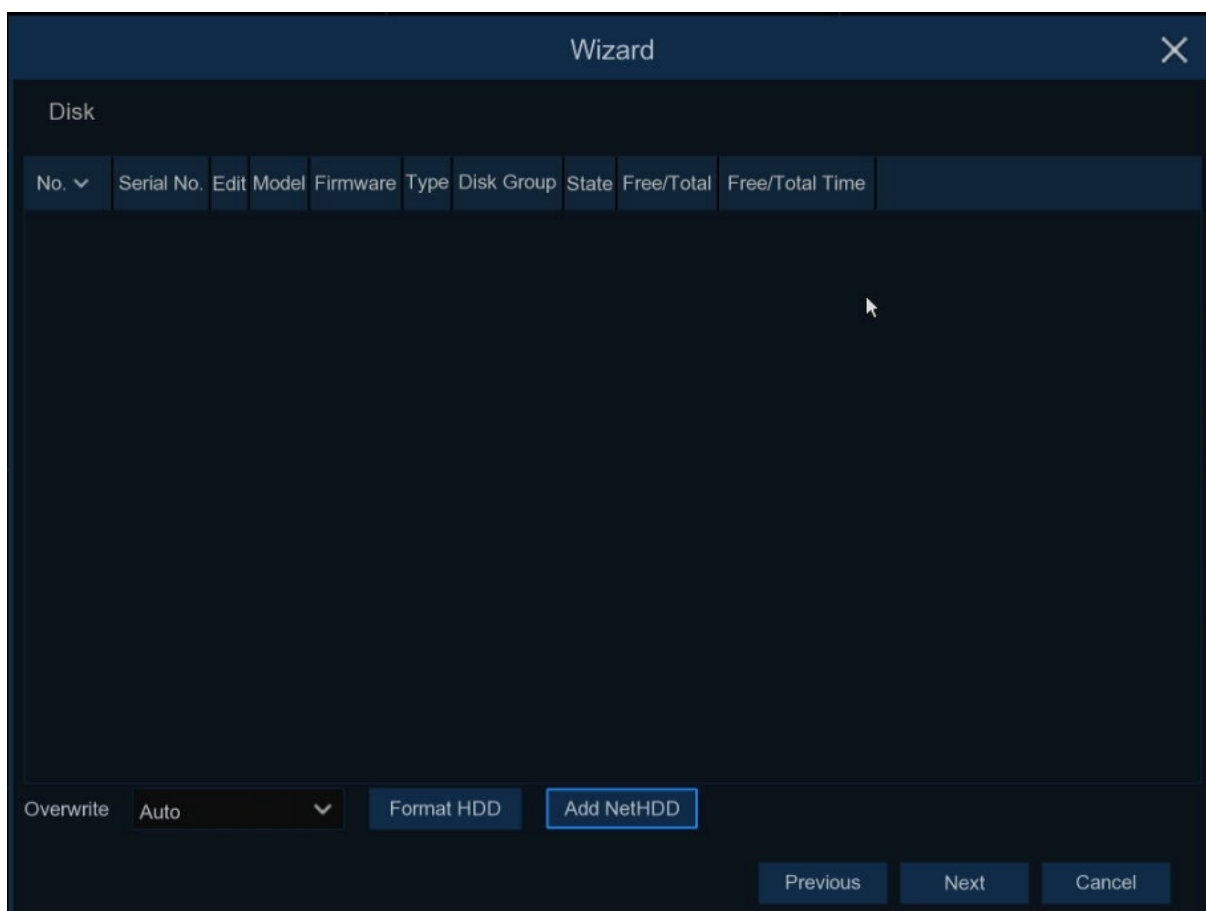 Wizard
Disk
No. Serial No. Edit Model Firmware Type Disk Group State Free/Total Free/Total Time
Overwrite Auto Format HDD Add NetHDD
Previous Next Cancel